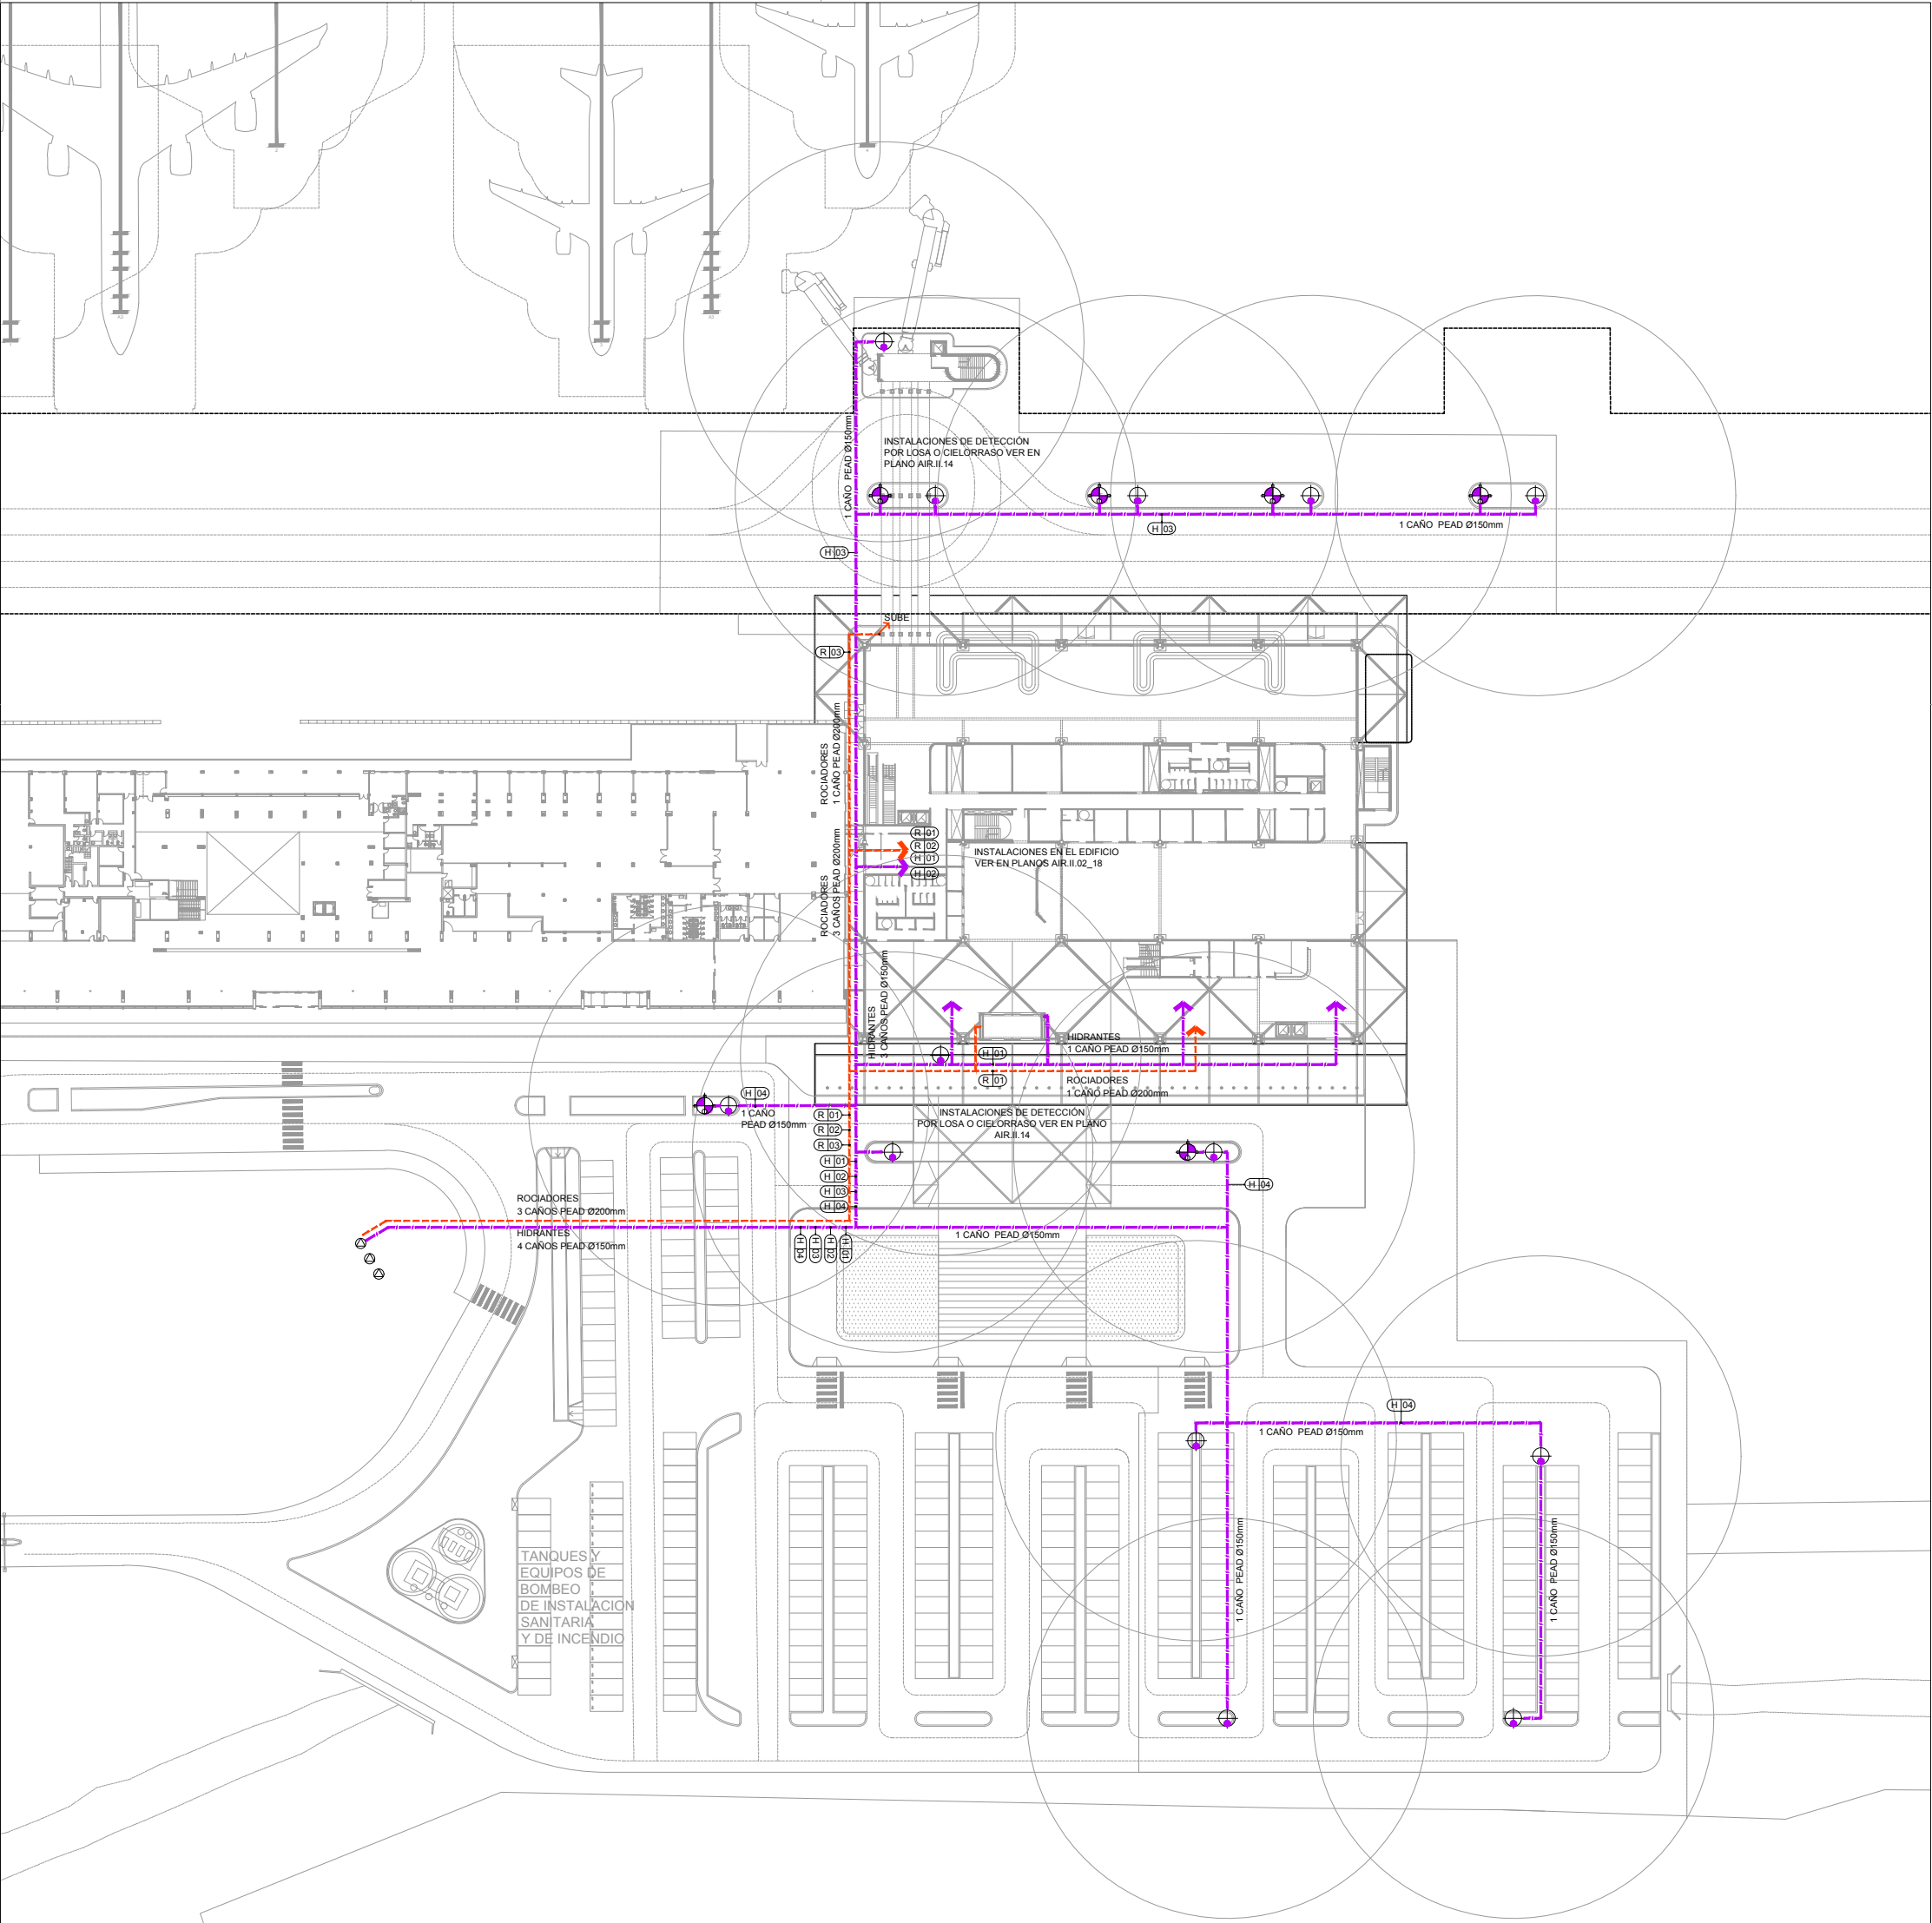 1 CAÑO PEAD Ø150mm
INSTALACIONES DE DETECCIÓN
POR LOSA O CIELORRASO VER EN
PLANO AIR.II.14
H 03
1 CAÑO PEAD Ø150mm
H 03
SUBE
R 03
ROCIADORES
1 CAÑO PEAD Ø200mm
R 01
R 02
H 01
H 02
INSTALACIONES EN EL EDIFICIO
VER EN PLANOS AIR.II.02_18
ROCIADORES
3 CAÑOS PEAD Ø200mm
HIDRANTES
3 CAÑOS PEAD Ø150mm
HIDRANTES
1 CAÑO PEAD Ø150mm
H 01
R 01
ROCIADORES
1 CAÑO PEAD Ø200mm
H 04
1 CAÑO
PEAD Ø150mm
INSTALACIONES DE DETECCIÓN
POR LOSA O CIELORRASO VER EN PLANO
AIR.II.14
R 01
R 02
R 03
H 01
H 02
H 03
H 04
H 04
ROCIADORES
3 CAÑOS PEAD Ø200mm
HIDRANTES
4 CAÑOS PEAD Ø150mm
H 04
H 03
H 02
H 01
1 CAÑO PEAD Ø150mm
H 04
1 CAÑO PEAD Ø150mm
1 CAÑO PEAD Ø150mm
1 CAÑO PEAD Ø150mm
TANQUES Y
EQUIPOS DE
BOMBEO
DE INSTALACION
SANITARIA
Y DE INCENDIO